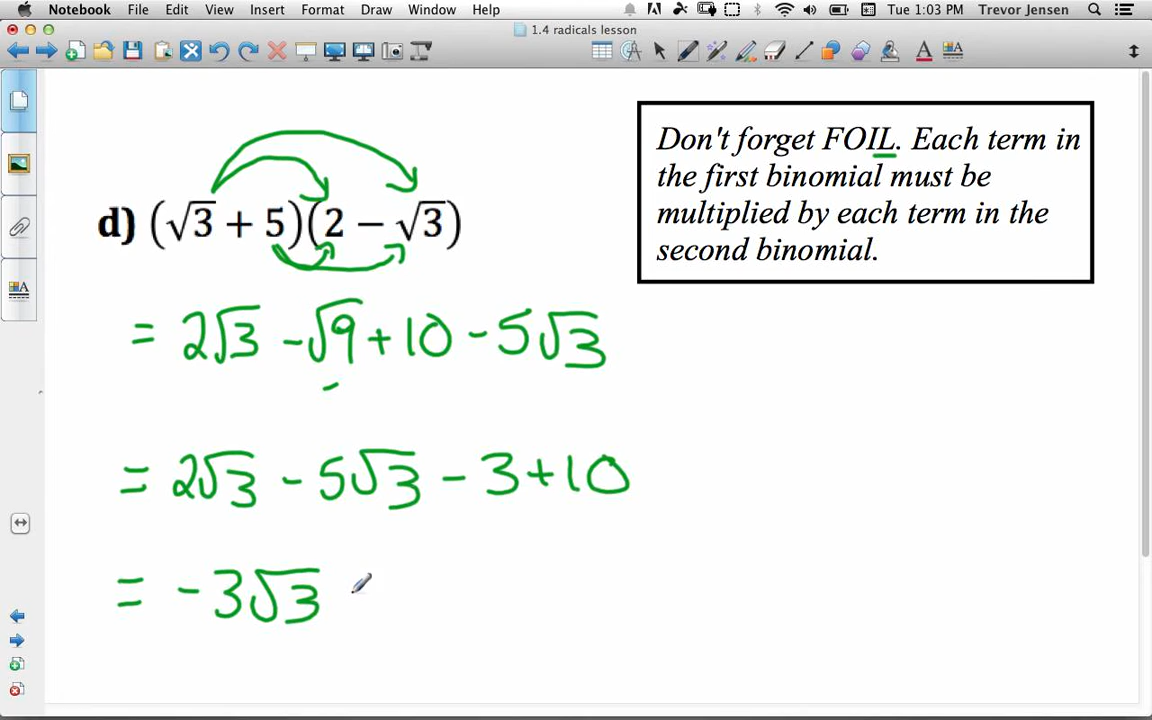 Notebook File Edit View Insert Format Draw Window Help Tue 1:03 PM Trevor Jensen
1.4 radicals lesson
Don't forget FOIL. Each term in
the first binomial must be
multiplied by each term in the
second binomial.
d) (√3 + 5)(2 − √3)
= 2√3 - √9 + 10 - 5√3
= 2√3 - 5√3 - 3 + 10
= -3√3